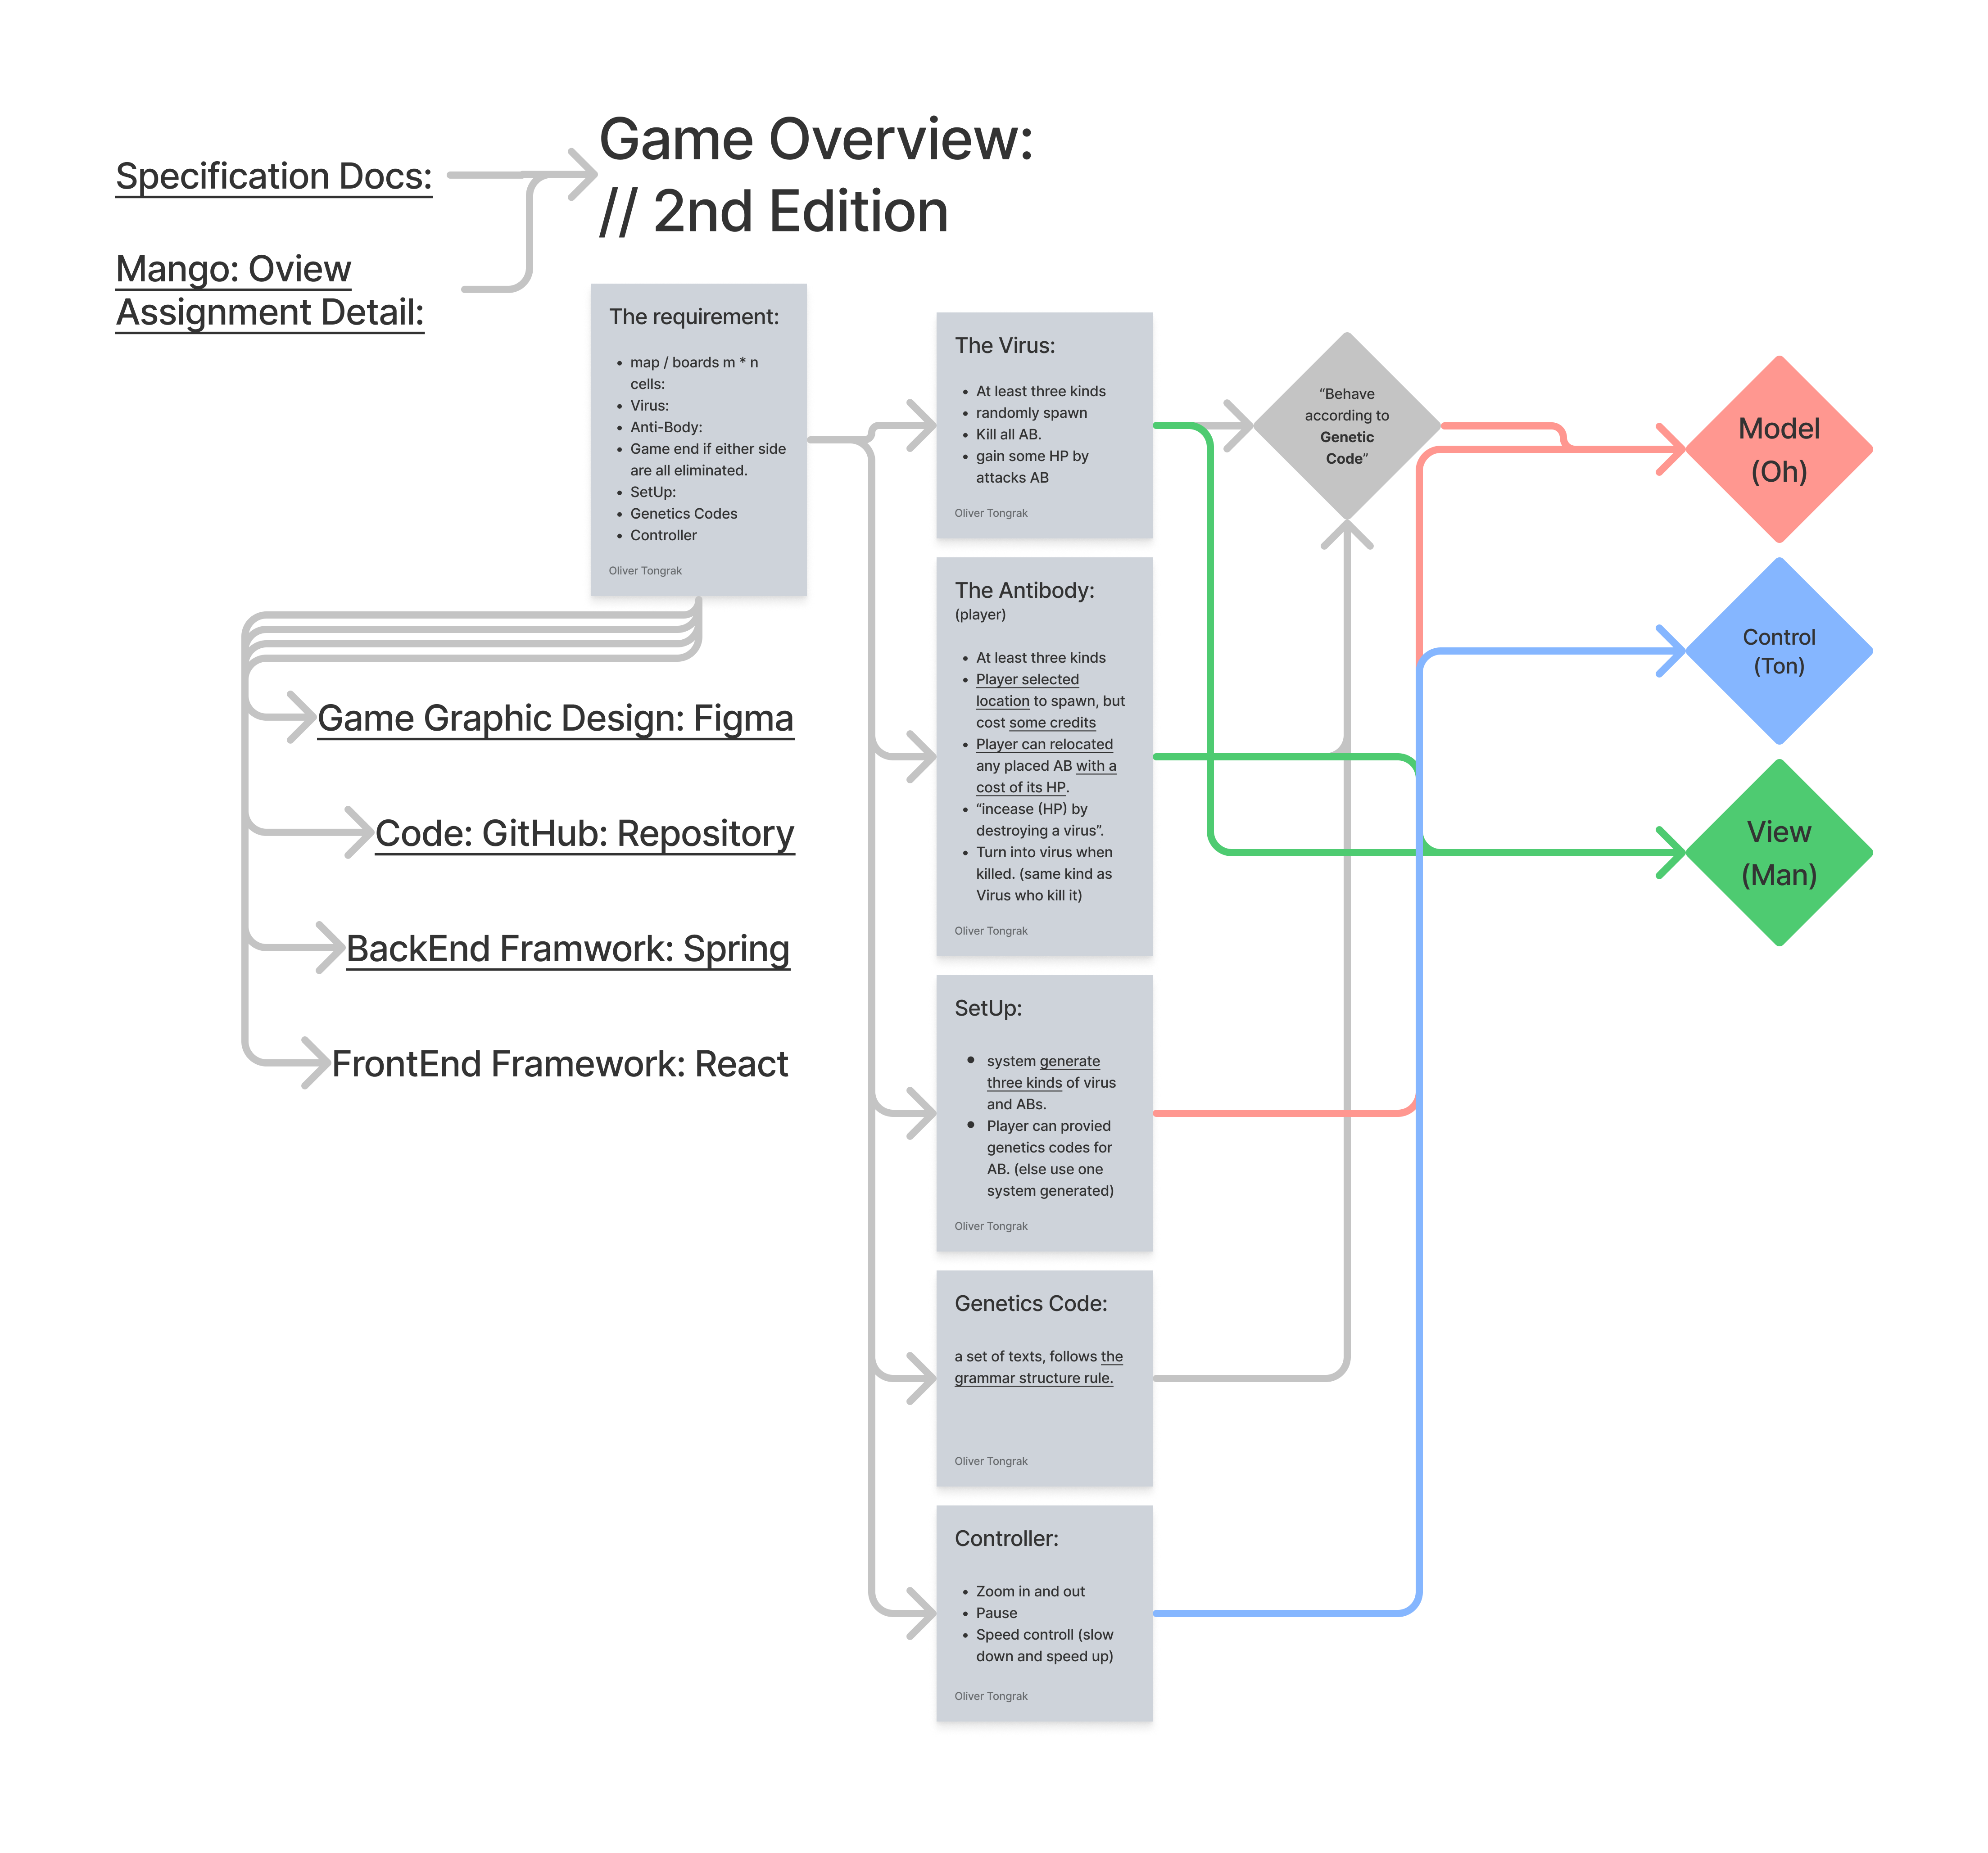 Game Overview:
// 2nd Edition
Specification Docs:
Mango: Oview
Assignment Detail:
The requirement:
• map / boards m * n
cells:
• Virus:
• Anti-Body:
• Game end if either side
are all eliminated.
• SetUp:
• Genetics Codes
• Controller
Oliver Tongrak
Game Graphic Design: Figma
Code: GitHub: Repository
BackEnd Framwork: Spring
FrontEnd Framework: React
The Virus:
• At least three kinds
• randomly spawn
• Kill all AB.
• gain some HP by
attacks AB
Oliver Tongrak
The Antibody:
(player)
• At least three kinds
• Player selected
location to spawn, but
cost some credits
• Player can relocated
any placed AB with a
cost of its HP.
• “incease (HP) by
destroying a virus”.
• Turn into virus when
killed. (same kind as
Virus who kill it)
Oliver Tongrak
SetUp:
• system generate
three kinds of virus
and ABs.
• Player can provied
genetics codes for
AB. (else use one
system generated)
Oliver Tongrak
Genetics Code:
a set of texts, follows the
grammar structure rule.
Oliver Tongrak
Controller:
• Zoom in and out
• Pause
• Speed controll (slow
down and speed up)
Oliver Tongrak
“Behave
according to
Genetic
Code”
Model
(Oh)
Control
(Ton)
View
(Man)